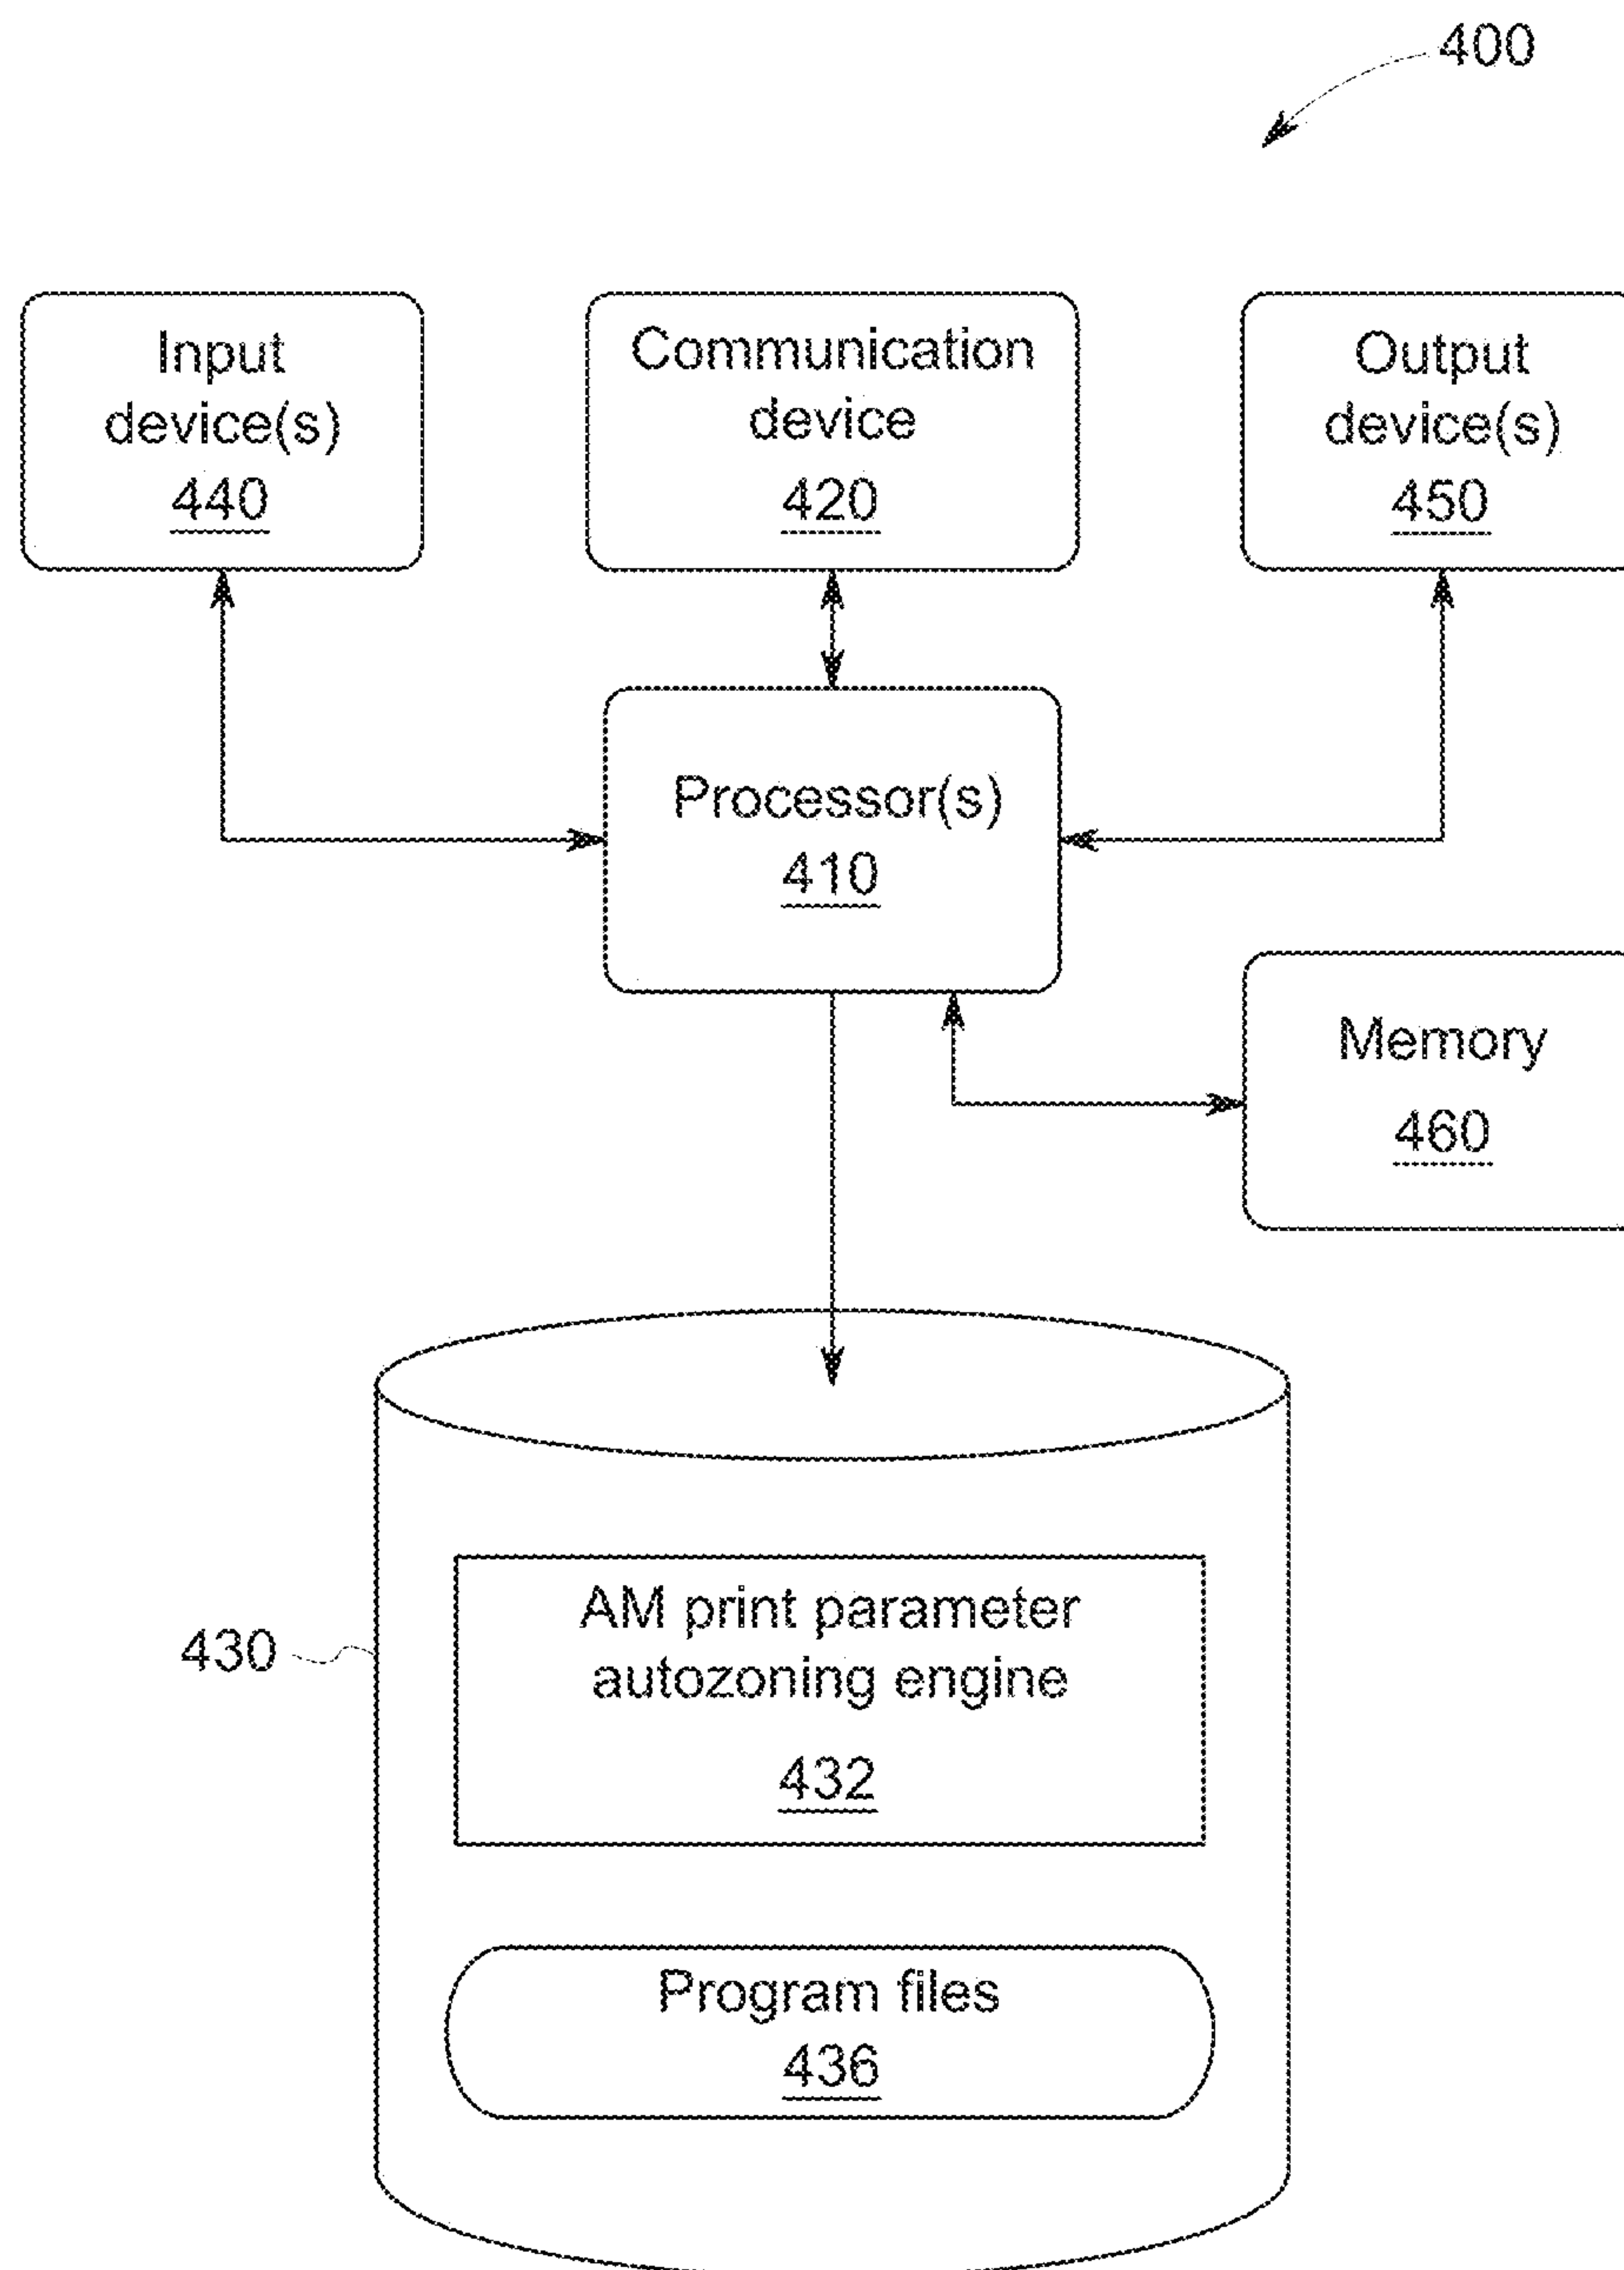 400
Input
device(s)
440
Communication
device
420
Output
device(s)
450
Processor(s)
410
Memory
460
430
AM print parameter
autozoning engine
432
Program files
436